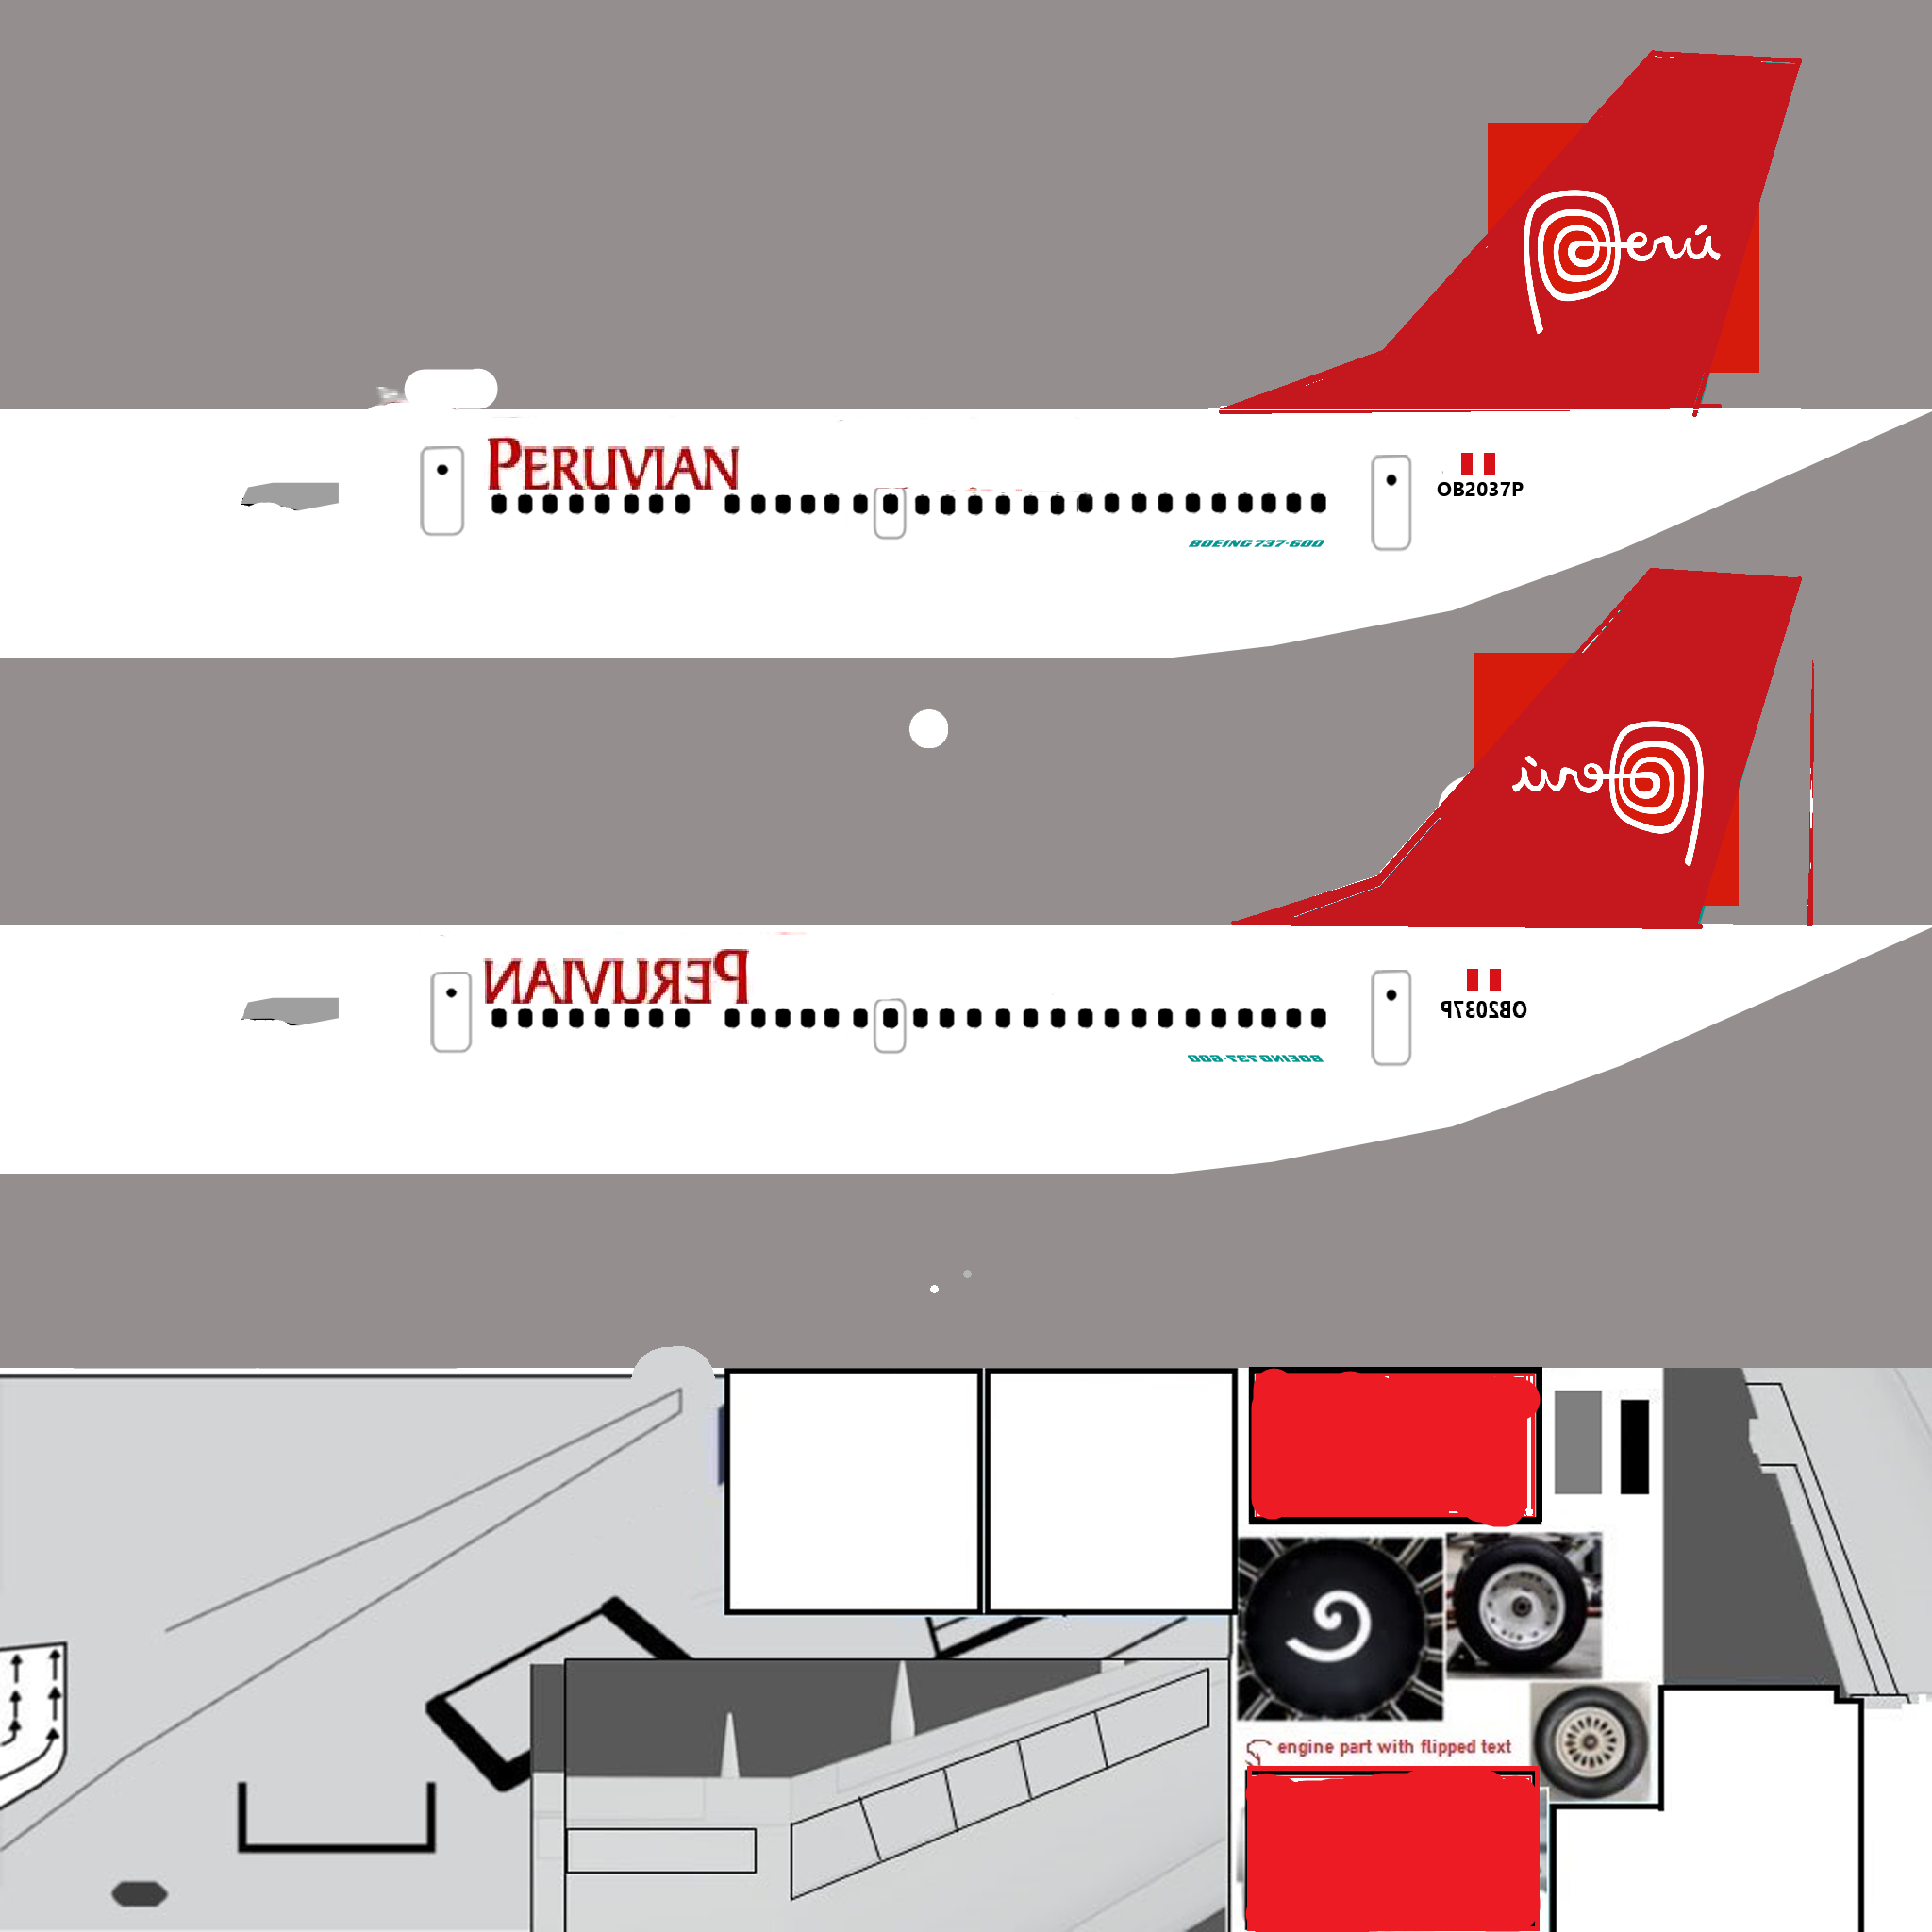 Perú
PERUVIAN
OB2037P
BOEING 737-600
Perú
PERUVIAN
OB2037P
BOEING 737-600
engine part with flipped text